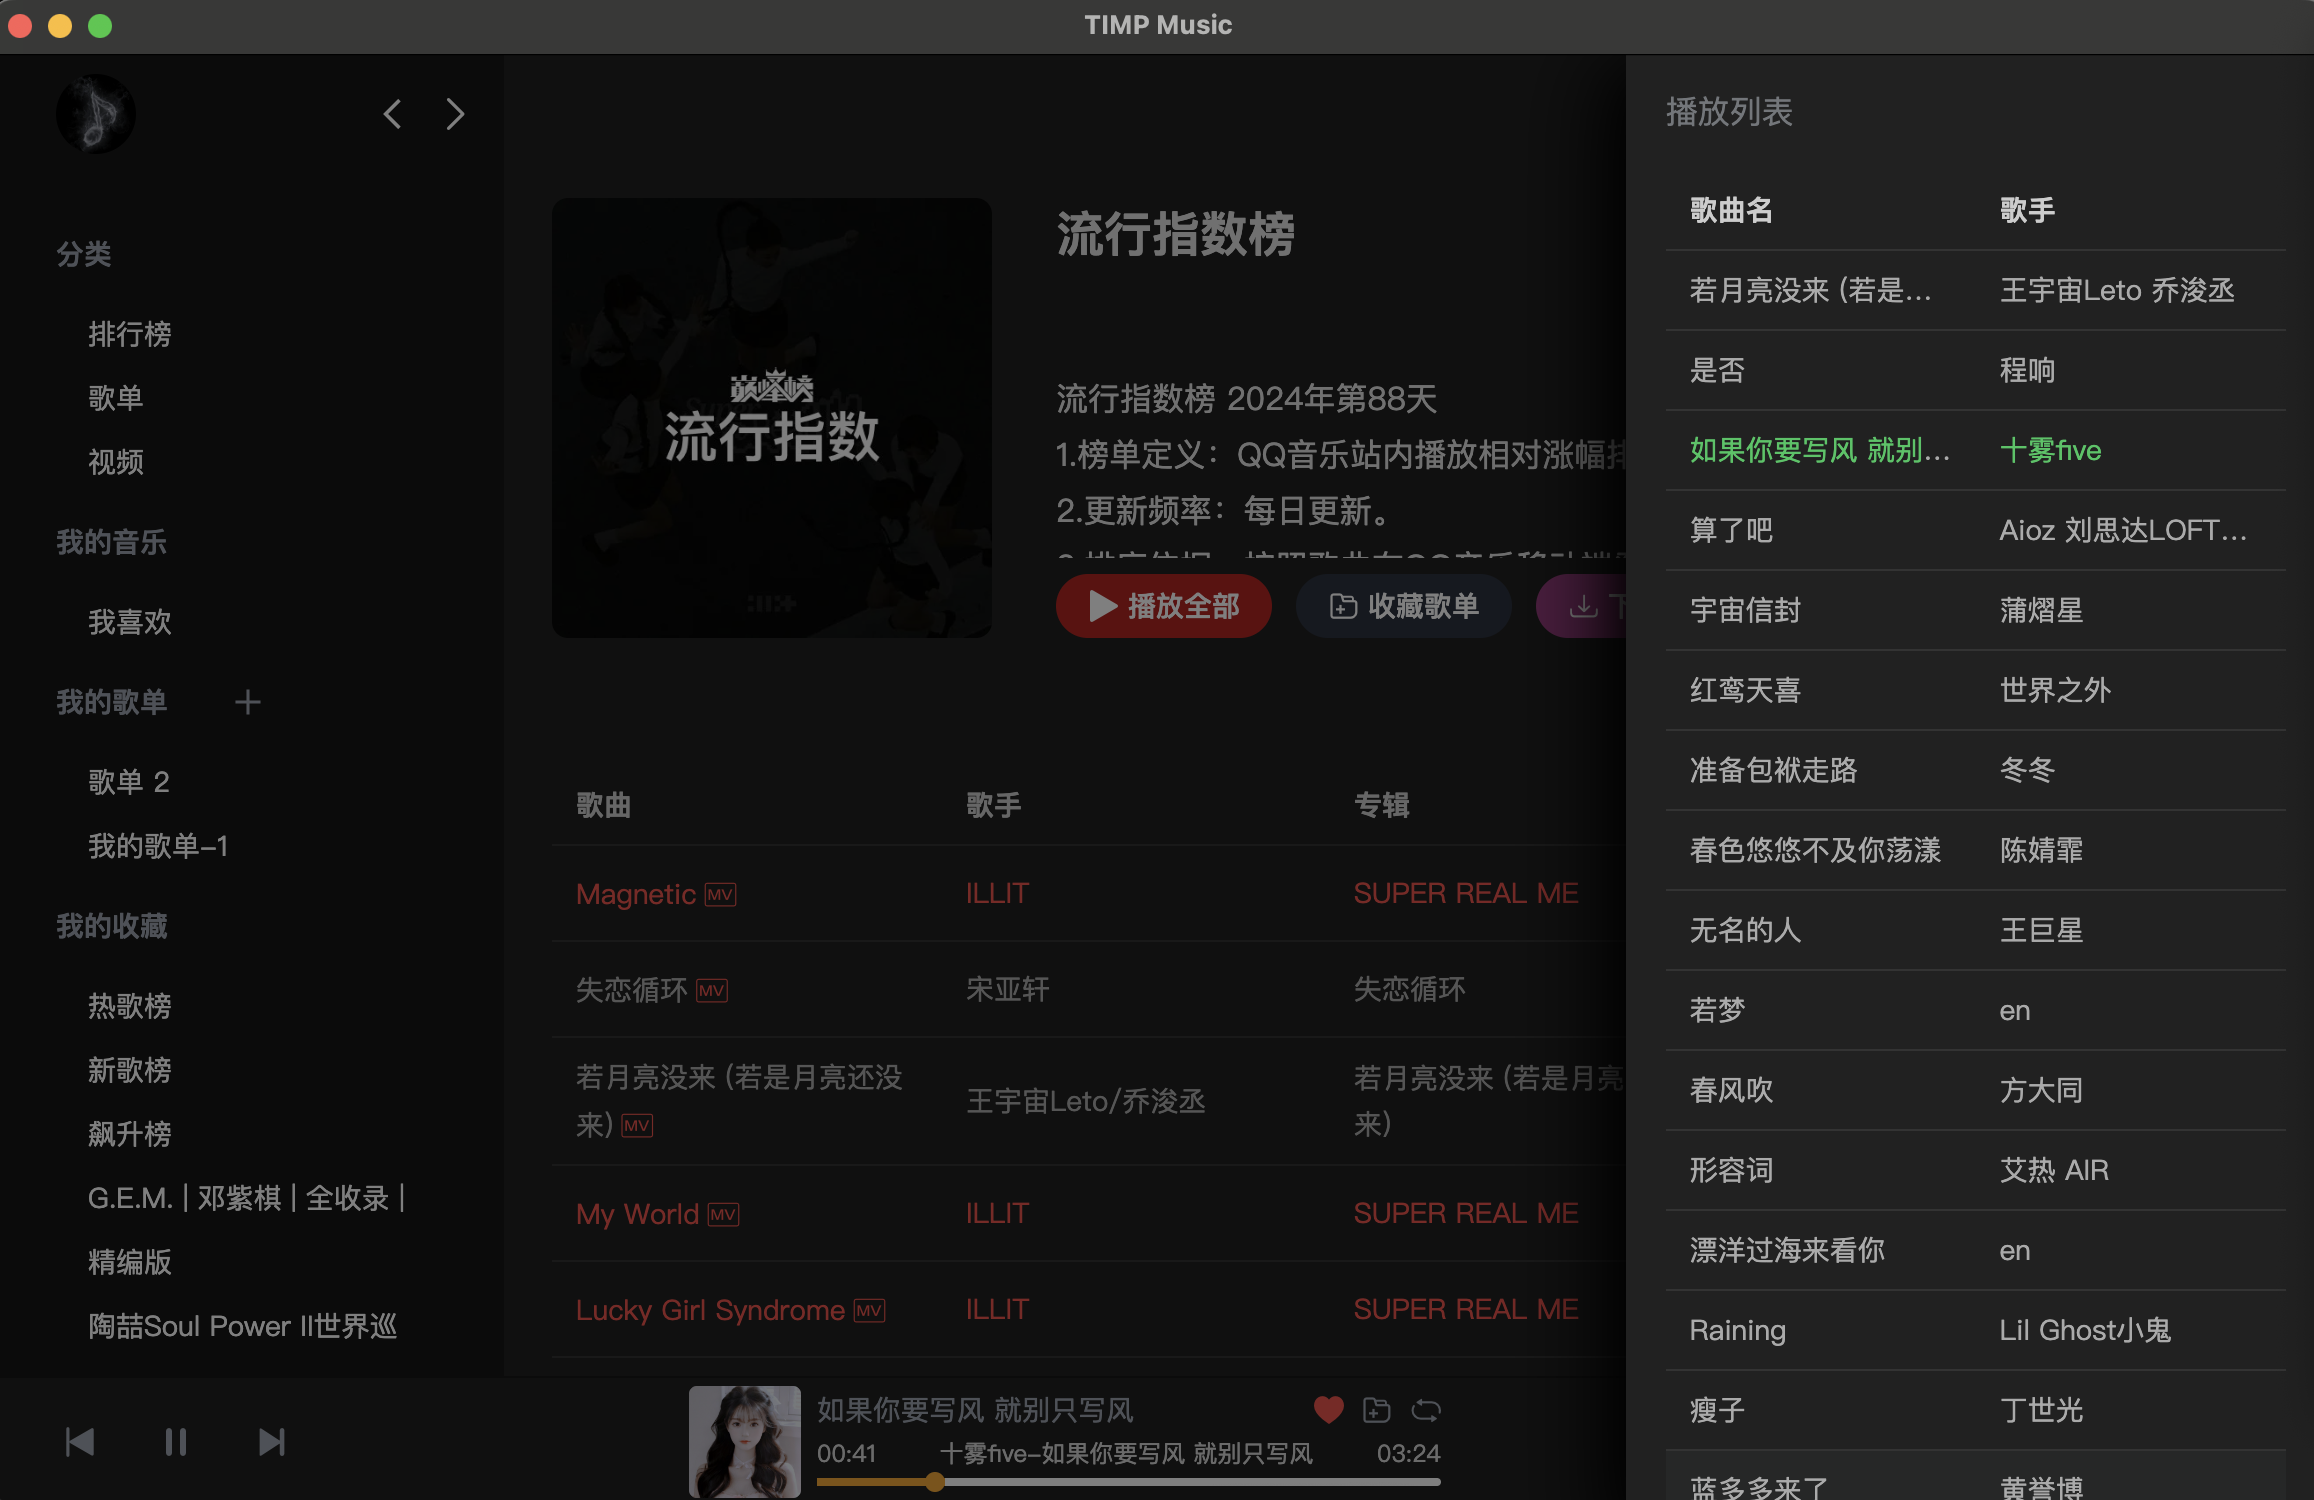 TIMP Music
分类
排行榜
歌单
视频
我的音乐
我喜欢
我的歌单
歌单 2
我的歌单-1
我的收藏
热歌榜
新歌榜
飙升榜
G.E.M. | 邓紫棋 | 全收录 |
精编版
陶喆Soul Power II世界巡
巅峰榜
流行指数
流行指数榜
流行指数榜 2024年第88天
1.榜单定义：QQ音乐站内播放相对涨幅排
2.更新频率：每日更新。
播放全部
收藏歌单
下
歌曲 歌手 专辑
Magnetic MV ILLIT SUPER REAL ME
失恋循环 MV 宋亚轩 失恋循环
若月亮没来 (若是月亮还没 王宇宙Leto/乔浚丞 若月亮没来 (若是月亮
来) MV 来)
My World MV ILLIT SUPER REAL ME
Lucky Girl Syndrome MV ILLIT SUPER REAL ME
播放列表
歌曲名 歌手
若月亮没来 (若是... 王宇宙Leto 乔浚丞
是否 程响
如果你要写风 就别... 十雾five
算了吧 Aioz 刘思达LOFT...
宇宙信封 蒲熠星
红鸾天喜 世界之外
准备包袱走路 冬冬
春色悠悠不及你荡漾 陈婧霏
无名的人 王巨星
若梦 en
春风吹 方大同
形容词 艾热 AIR
漂洋过海来看你 en
Raining Lil Ghost小鬼
瘦子 丁世光
蓝多多来了 黄誉博
如果你要写风 就别只写风
00:41 十雾five-如果你要写风 就别只写风 03:24